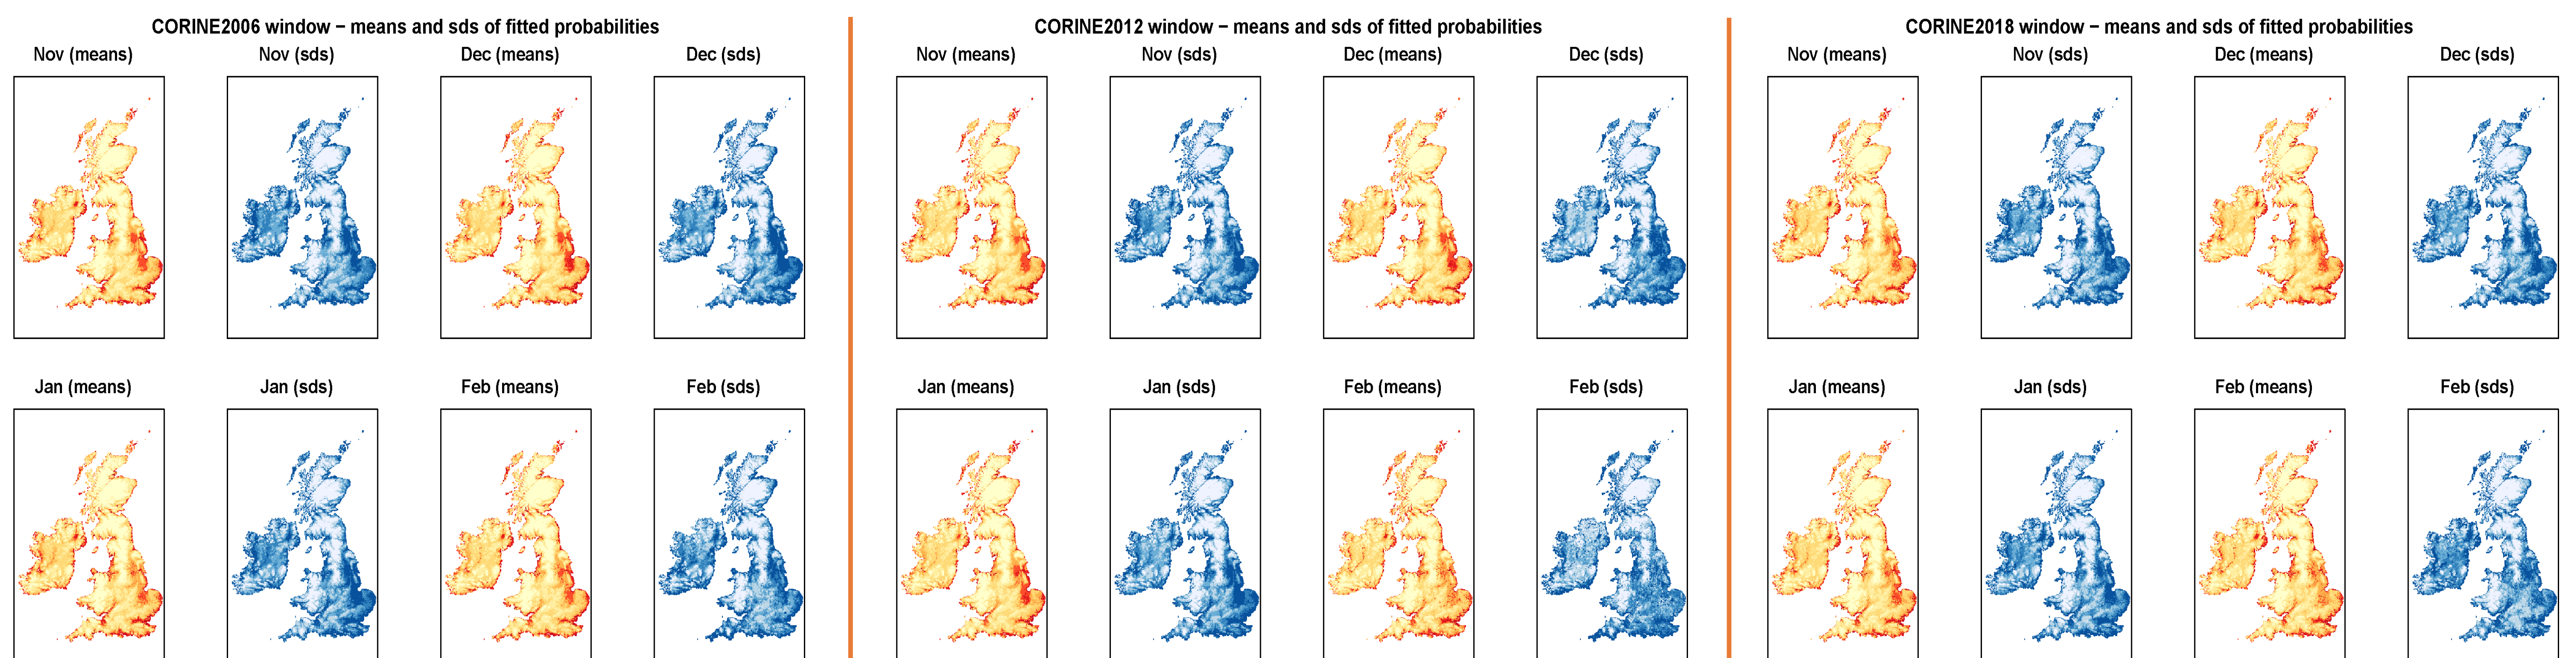 CORINE2006 window – means and sds of fitted probabilities
Nov (means) Nov (sds) Dec (means) Dec (sds)
Jan (means) Jan (sds) Feb (means) Feb (sds)
CORINE2012 window – means and sds of fitted probabilities
Nov (means) Nov (sds) Dec (means) Dec (sds)
Jan (means) Jan (sds) Feb (means) Feb (sds)
CORINE2018 window – means and sds of fitted probabilities
Nov (means) Nov (sds) Dec (means) Dec (sds)
Jan (means) Jan (sds) Feb (means) Feb (sds)